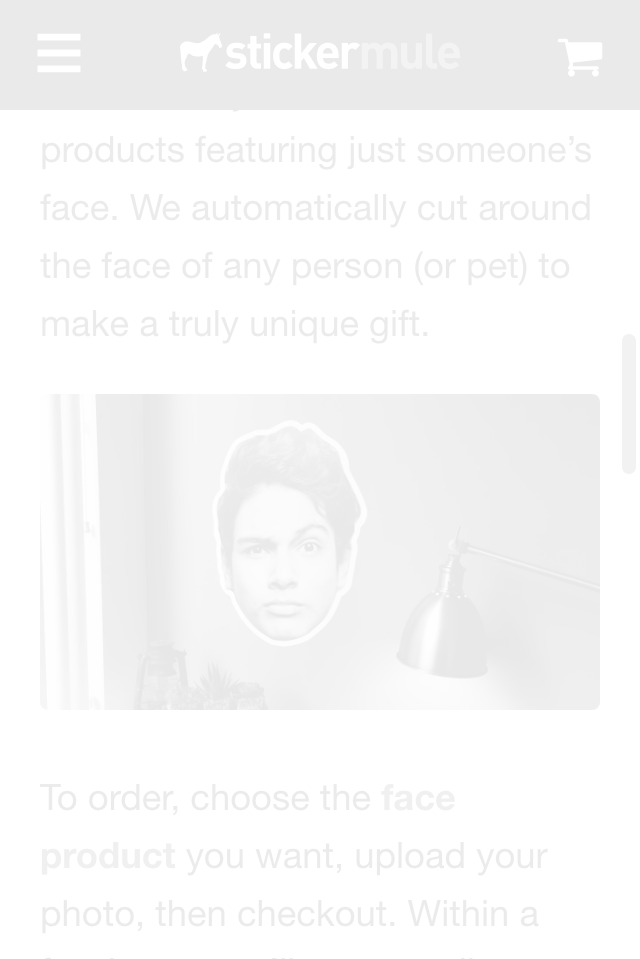 stickermule
products featuring just someone’s
face. We automatically cut around
the face of any person (or pet) to
make a truly unique gift.
To order, choose the face
product you want, upload your
photo, then checkout. Within a